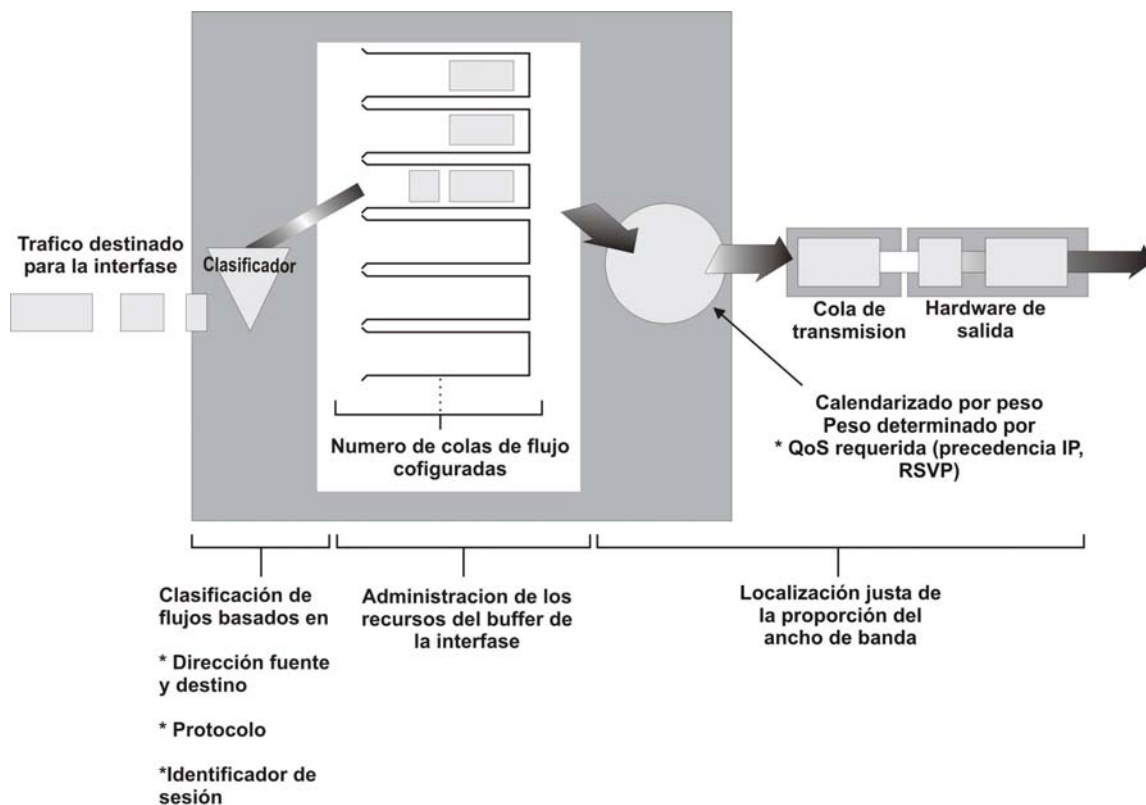 Trafico destinado
para la interfase
Clasificador
Numero de colas de flujo
cofiguradas
Cola de
transmision
Hardware de
salida
Calendarizado por peso
Peso determinado por
* QoS requerida (precedencia IP,
RSVP)
Clasificación de
flujos basados en
* Dirección fuente
y destino
* Protocolo
*Identificador de
sesión
Administracion de los
recursos del buffer de
la interfase
Localización justa de
la proporción del
ancho de banda